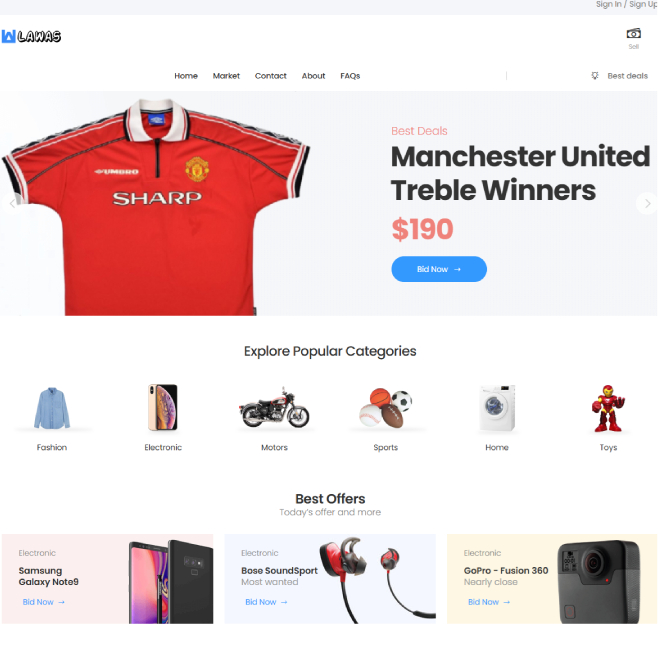 Sign In / Sign Up
LAWAS
Sell
Home Market Contact About FAQs
Best deals
UMBRO
SHARP
Best Deals
Manchester United
Treble Winners
$190
Bid Now →
Explore Popular Categories
Fashion Electronic Motors Sports Home Toys
Best Offers
Today's offer and more
Electronic
Samsung
Galaxy Note9
Bid Now →
Electronic
Bose SoundSport
Most wanted
Bid Now →
Electronic
GoPro - Fusion 360
Nearly close
Bid Now →